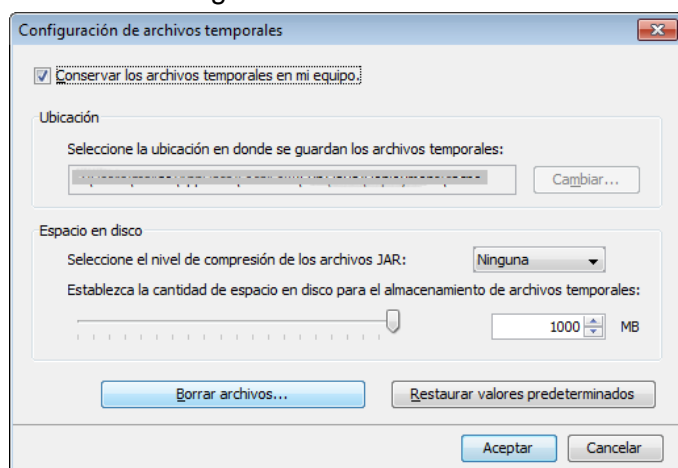 Configuración de archivos temporales
Conservar los archivos temporales en mi equipo.
Ubicación
Seleccione la ubicación en donde se guardan los archivos temporales:
Cambiar...
Espacio en disco
Seleccione el nivel de compresión de los archivos JAR: Ninguna
Establezca la cantidad de espacio en disco para el almacenamiento de archivos temporales:
1000 MB
Borrar archivos... Restaurar valores predeterminados
Aceptar Cancelar